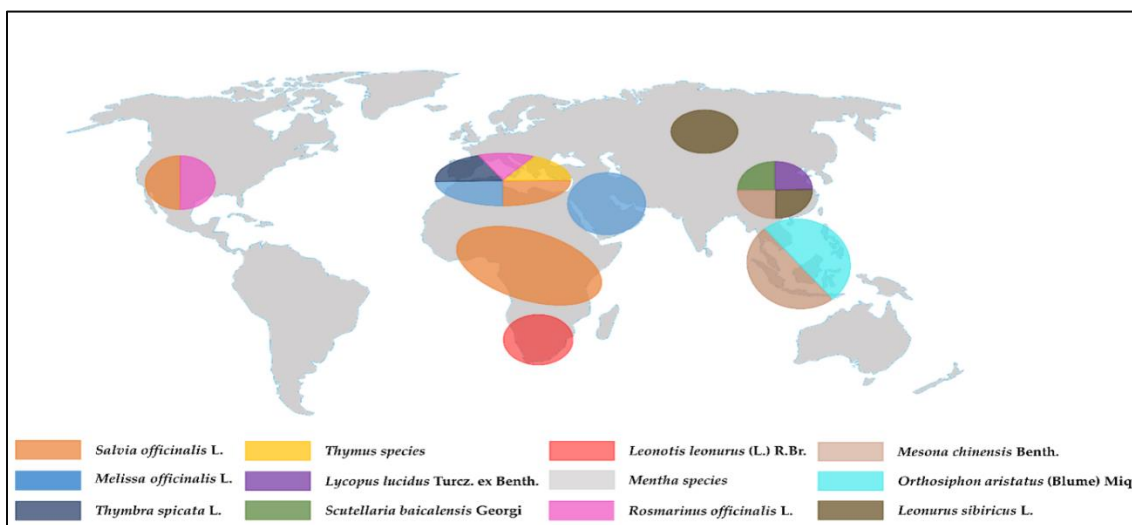 Salvia officinalis L.
Thymus species
Leonotis leonurus (L.) R.Br.
Mesona chinensis Benth.
Melissa officinalis L.
Lycopus lucidus Turcz. ex Benth.
Mentha species
Orthosiphon aristatus (Blume) Miq
Thymbra spicata L.
Scutellaria baicalensis Georgi
Rosmarinus officinalis L.
Leonurus sibiricus L.